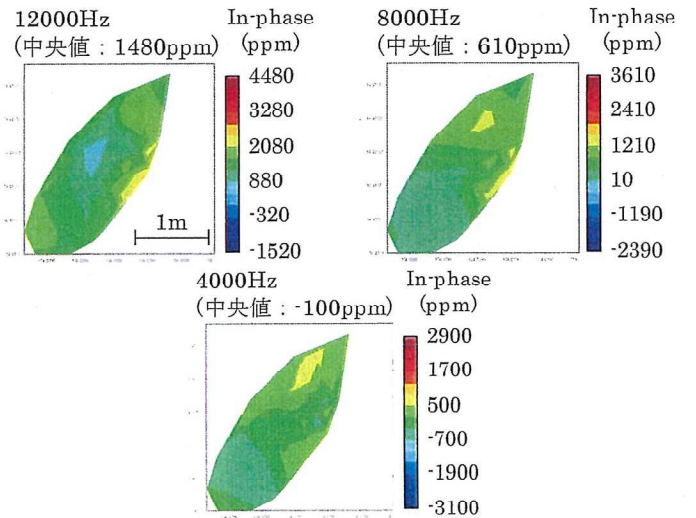 12000Hz
(中央値：1480ppm)
In-phase
(ppm)
4480
3280
2080
880
-320
-1520
1m
8000Hz
(中央値：610ppm)
In-phase
(ppm)
3610
2410
1210
10
-1190
-2390
4000Hz
(中央値：-100ppm)
In-phase
(ppm)
2900
1700
500
-700
-1900
-3100